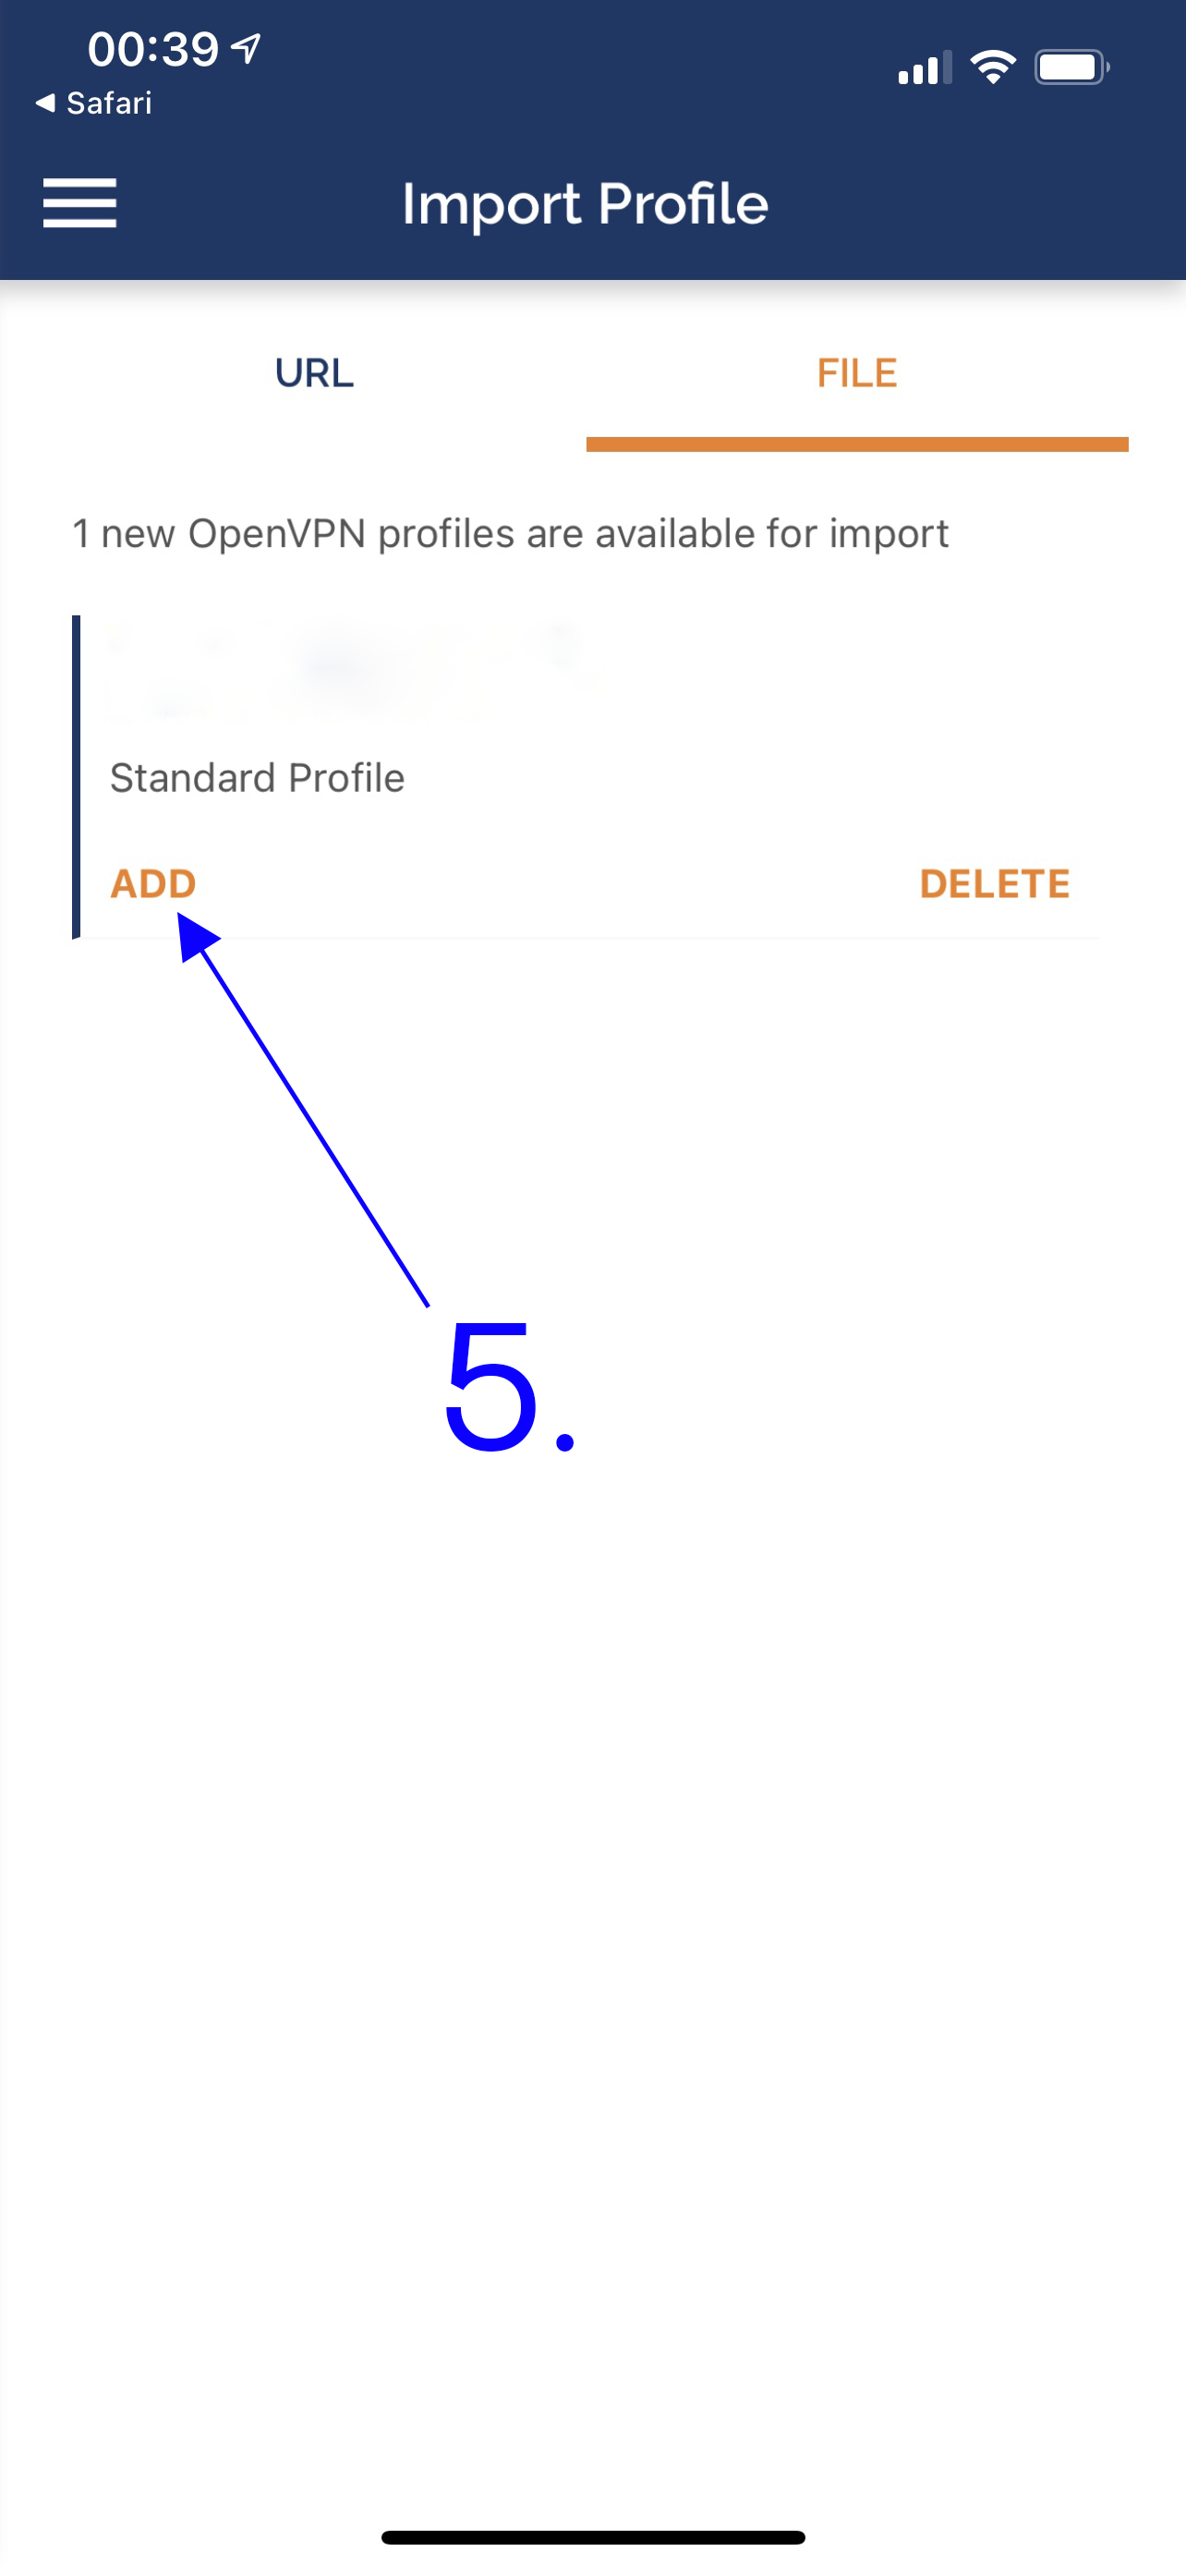 00:39
Safari
Import Profile
URL
FILE
1 new OpenVPN profiles are available for import
Standard Profile
ADD
DELETE
5.